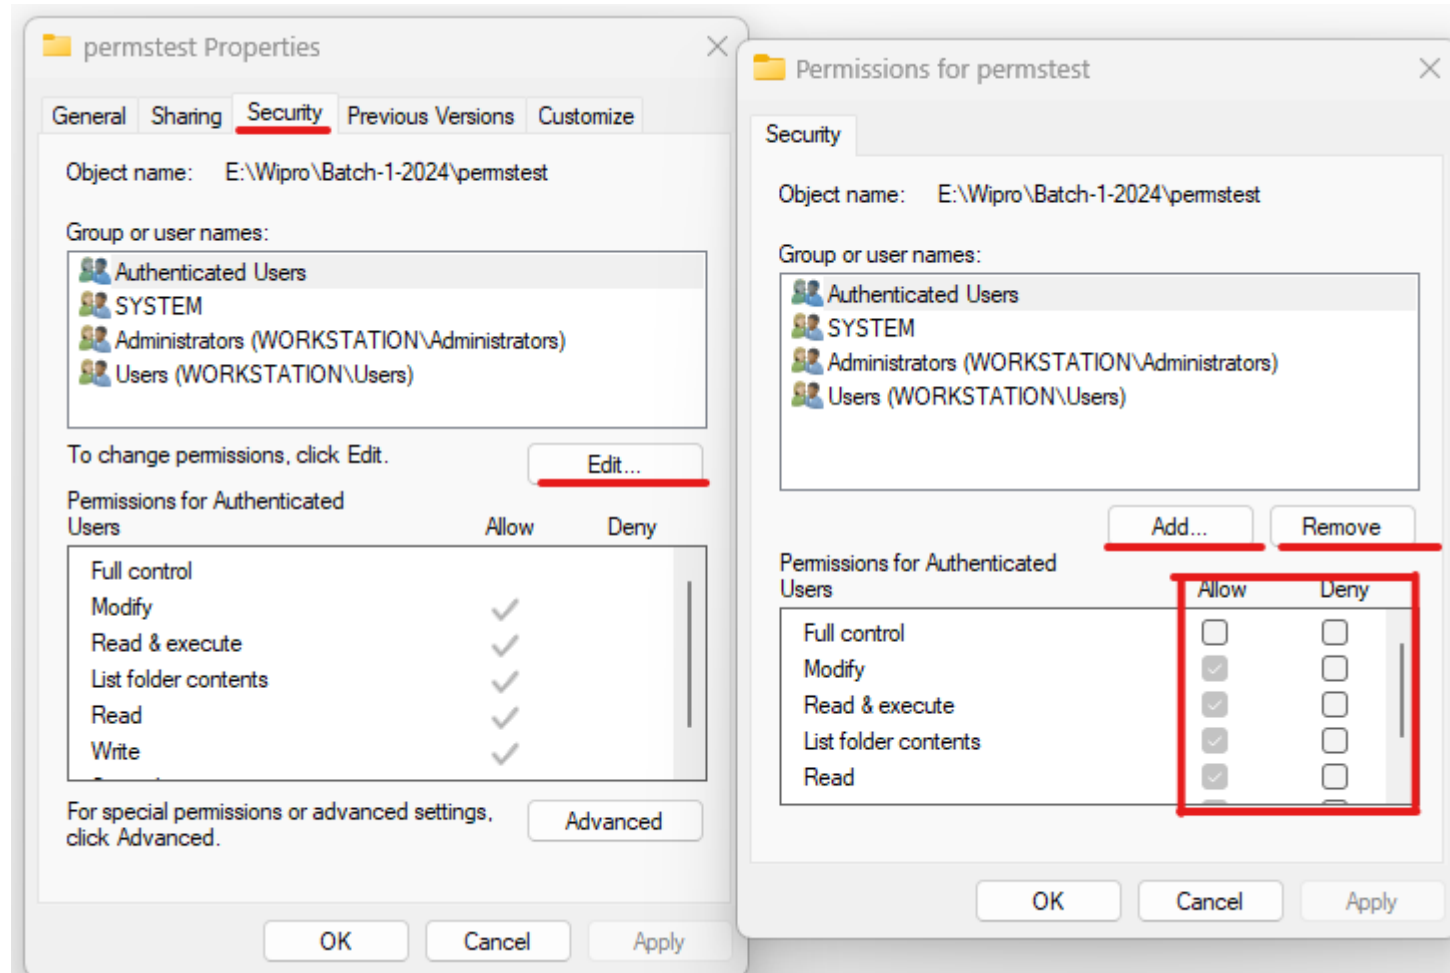 permstest Properties
General Sharing Security Previous Versions Customize
Object name: E:\Wipro\Batch-1-2024\permstest
Group or user names:
Authenticated Users
SYSTEM
Administrators (WORKSTATION\Administrators)
Users (WORKSTATION\Users)
To change permissions, click Edit.
Edit...
Permissions for Authenticated
Users Allow Deny
Full control
Modify
Read & execute
List folder contents
Read
Write
For special permissions or advanced settings,
click Advanced.
Advanced
OK Cancel Apply
Permissions for permstest
Security
Object name: E:\Wipro\Batch-1-2024\permstest
Group or user names:
Authenticated Users
SYSTEM
Administrators (WORKSTATION\Administrators)
Users (WORKSTATION\Users)
Add... Remove
Permissions for Authenticated
Users Allow Deny
Full control
Modify
Read & execute
List folder contents
Read
OK Cancel Apply